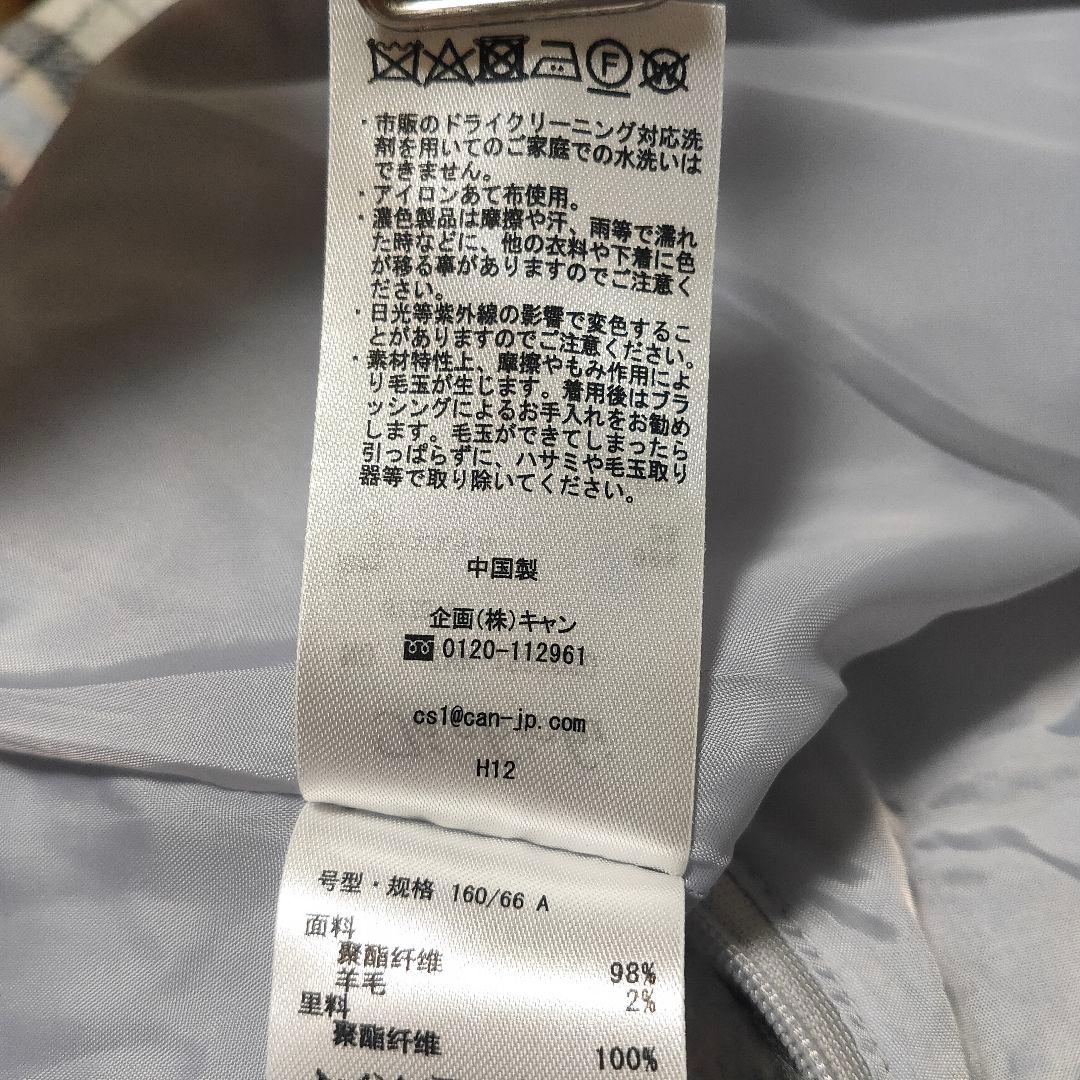 ・市販のドライクリーニング対応洗
剤を用いてのご家庭での水洗いは
できません。
・アイロンあて布使用。
・濃色製品は摩擦や汗、雨等で濡れ
た時などに、他の衣料や下着に色
が移る事がありますのでご注意く
ださい。
・日光等紫外線の影響で変色するこ
とがありますのでご注意ください。
・素材特性上、摩擦やもみ作用によ
り毛玉が生じます。着用後はブラ
ッシングによるお手入れをお勧め
します。毛玉ができてしまったら
引っぱらずに、ハサミや毛玉取り
器等で取り除いてください。
中国製
企画(株)キャン
0120-112961
cs1@can-jp.com
H12
号型・规格 160/66 A
面料
聚酯纤维 98%
羊毛 2%
里料
聚酯纤维 100%